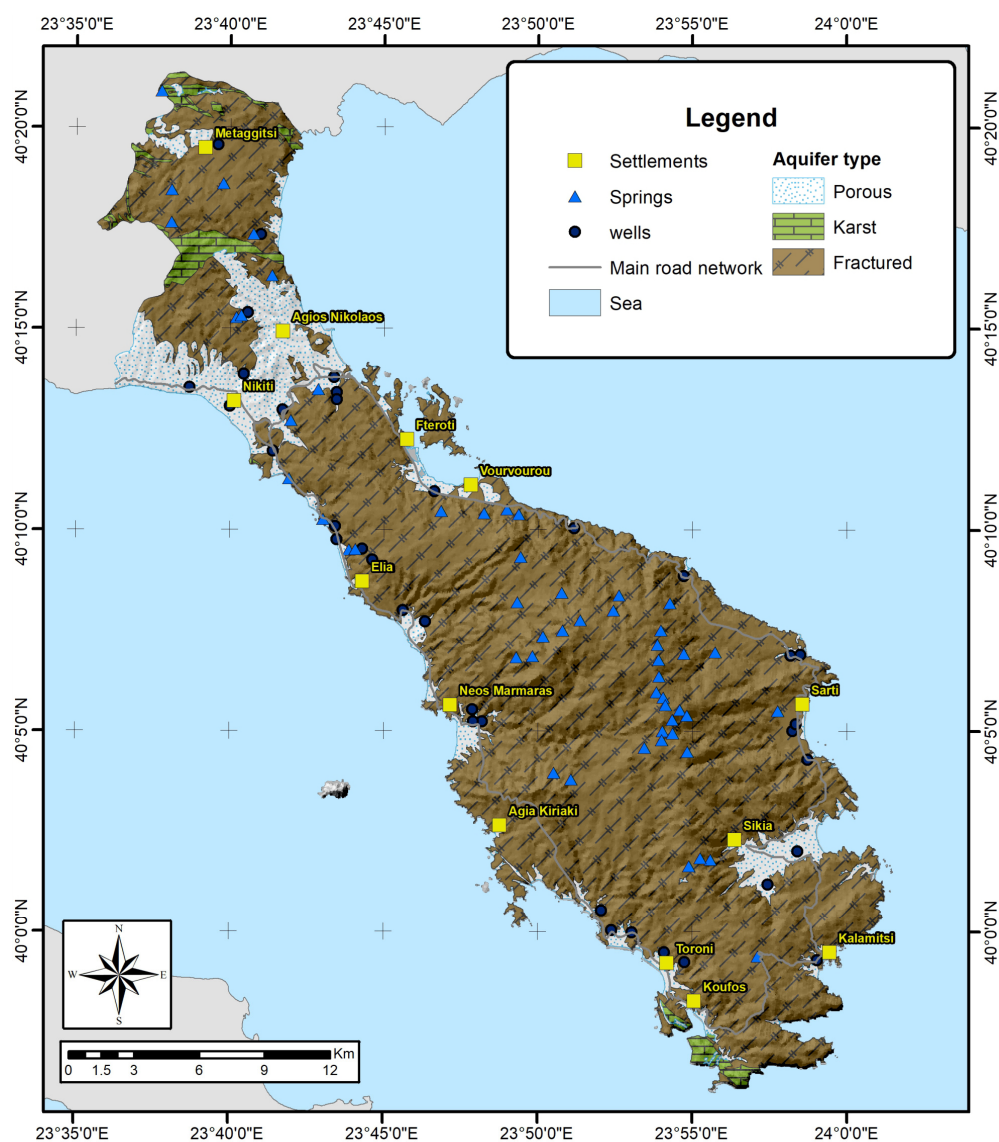 23°35'0"E 23°40'0"E 23°45'0"E 23°50'0"E 23°55'0"E 24°0'0"E
Legend
Settlements
Springs
wells
Main road network
Sea
Aquifer type
Porous
Karst
Fractured
40°20'0"N
40°20'0"N
40°15'0"N
40°15'0"N
40°10'0"N
40°10'0"N
40°5'0"N
40°5'0"N
40°0'0"N
40°0'0"N
Metaggitsi
Agios Nikolaos
Nikiti
Fteroti
Vourvourou
Elia
Neos Marmaras
Sarti
Agia Kiriaki
Sikia
Kalamitsi
Toroni
Koufos
N
W E
S
Km
0 1.5 3 6 9 12
23°35'0"E 23°40'0"E 23°45'0"E 23°50'0"E 23°55'0"E 24°0'0"E